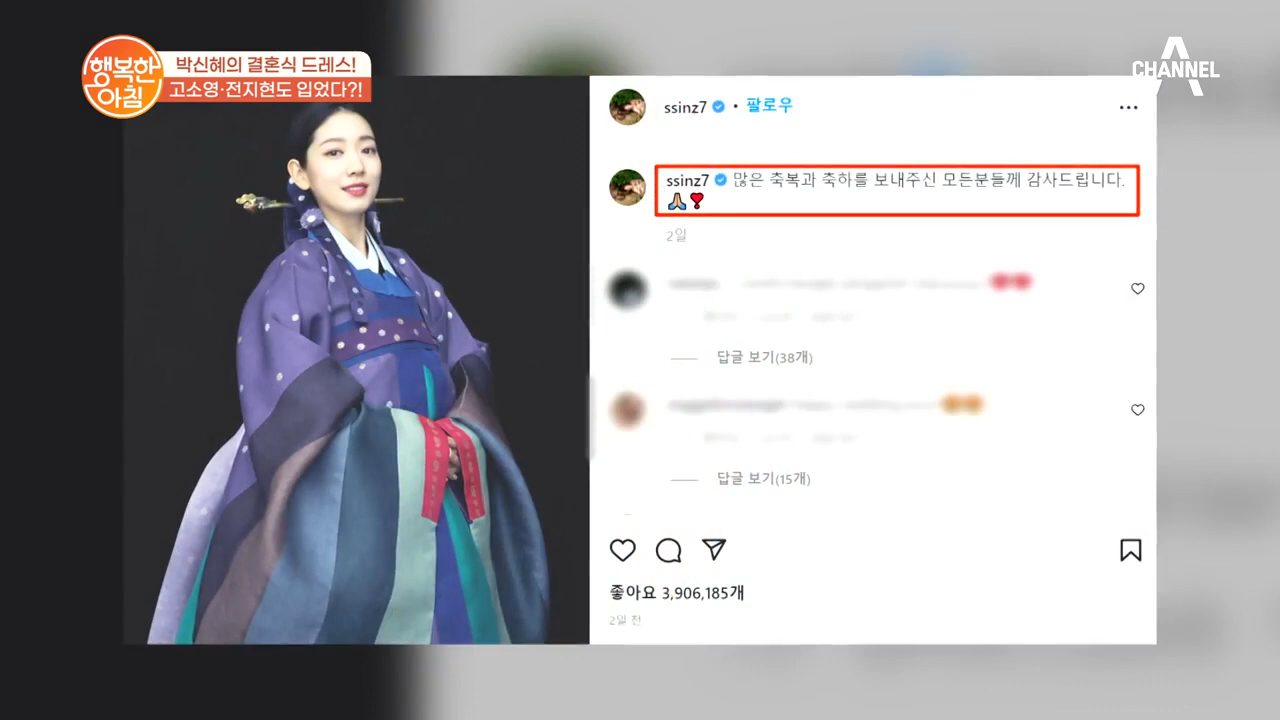 행복한
아침
박신혜의 결혼식 드레스!
고소영·전지현도 입었다?!
A
CHANNEL
ssinz7 • 팔로우
ssinz7 많은 축복과 축하를 보내주신 모든분들께 감사드립니다.
🙏🏼❣️
2일
답글 보기(38개)
답글 보기(15개)
좋아요 3,906,185개
2일 전